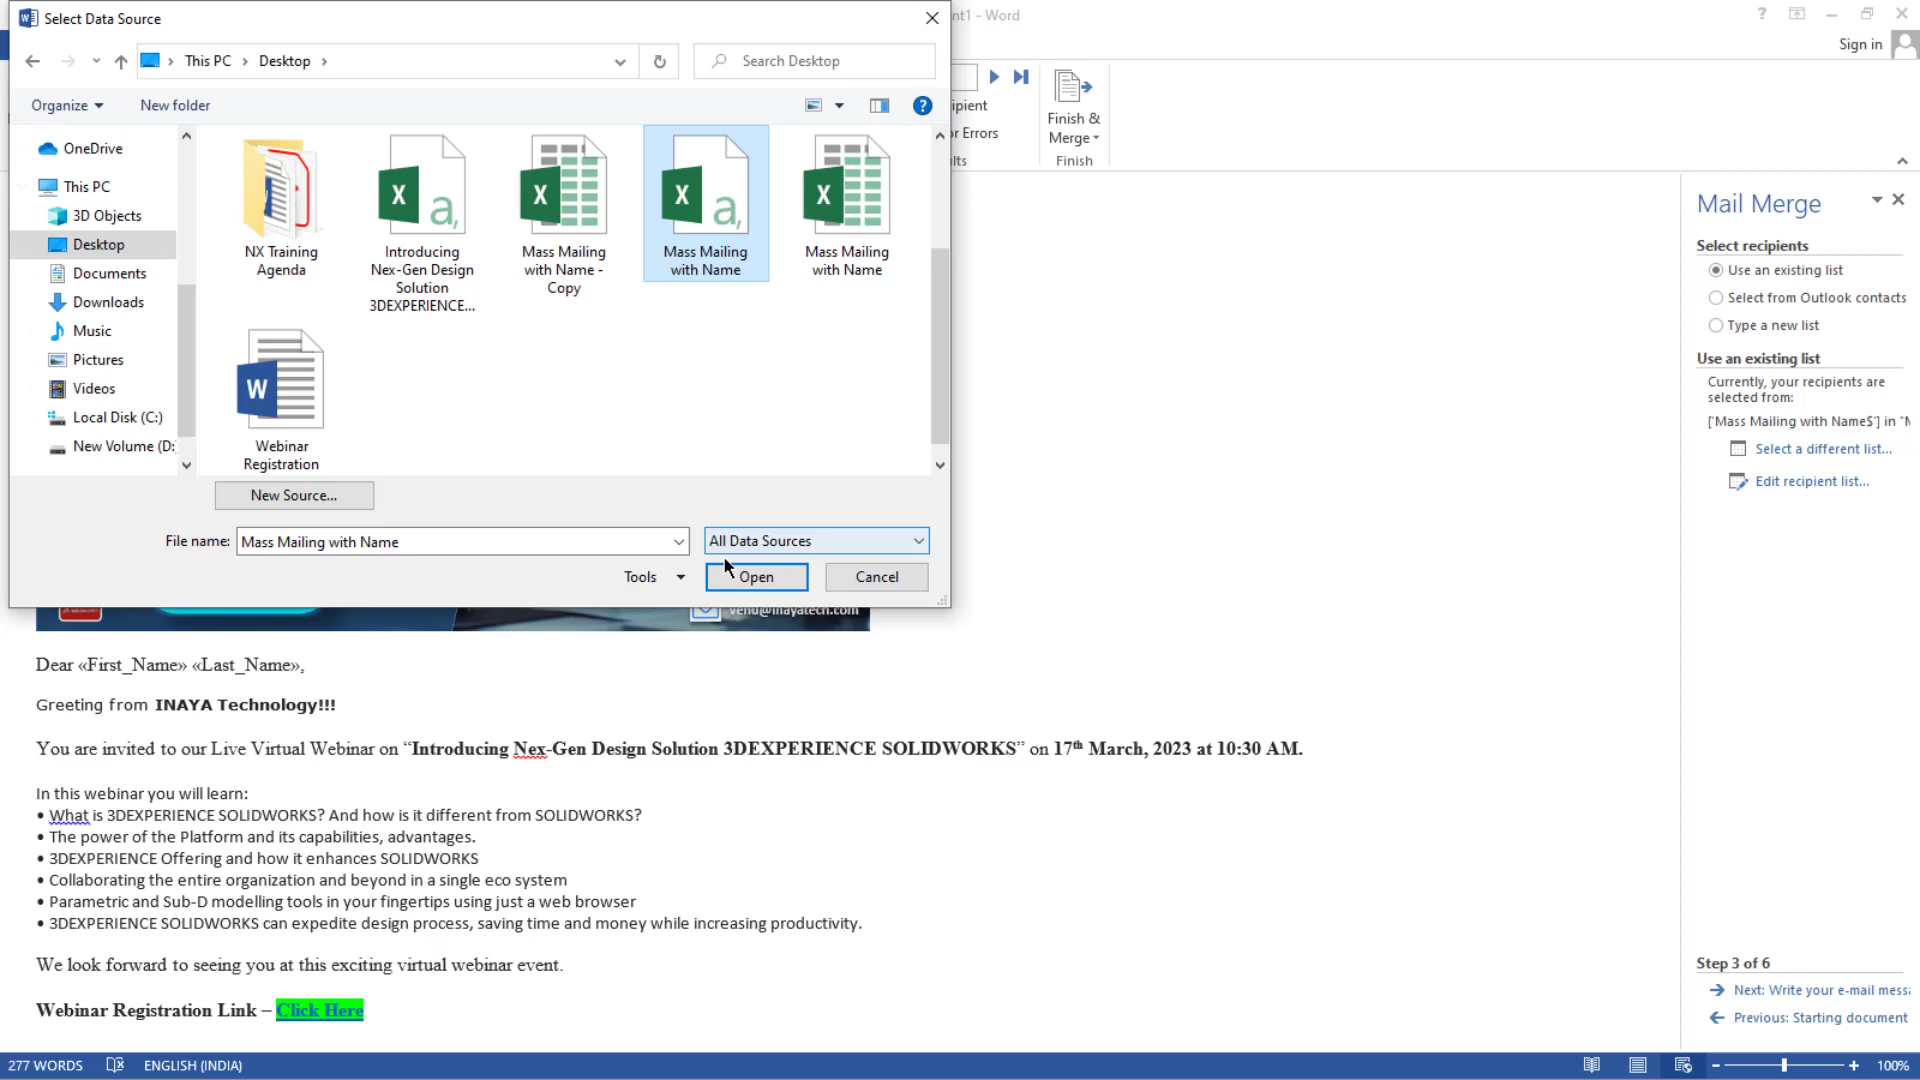 Select Data Source
nt1 - Word
?
Sign in
This PC
Desktop
Search Desktop
Organize
New folder
?
ipient
r Errors
lts
Finish &
Merge
Finish
OneDrive
This PC
3D Objects
Desktop
Documents
Downloads
Music
Pictures
Videos
Local Disk (C:)
New Volume (D:
NX Training
Agenda
Introducing
Nex-Gen Design
Solution
3DEXPERIENCE...
Mass Mailing
with Name -
Copy
Mass Mailing
with Name
Mass Mailing
with Name
Webinar
Registration
New Source...
File name:
Mass Mailing with Name
All Data Sources
Tools
Open
Cancel
Mail Merge
Select recipients
Use an existing list
Select from Outlook contacts
Type a new list
Use an existing list
Currently, your recipients are
selected from:
['Mass Mailing with Name$'] in "M
Select a different list...
Edit recipient list...
venu@inayatech.com
Dear «First_Name» «Last_Name»,
Greeting from INAYA Technology!!!
You are invited to our Live Virtual Webinar on “Introducing Nex-Gen Design Solution 3DEXPERIENCE SOLIDWORKS” on 17th March, 2023 at 10:30 AM.
In this webinar you will learn:
• What is 3DEXPERIENCE SOLIDWORKS? And how is it different from SOLIDWORKS?
• The power of the Platform and its capabilities, advantages.
• 3DEXPERIENCE Offering and how it enhances SOLIDWORKS
• Collaborating the entire organization and beyond in a single eco system
• Parametric and Sub-D modelling tools in your fingertips using just a web browser
• 3DEXPERIENCE SOLIDWORKS can expedite design process, saving time and money while increasing productivity.
We look forward to seeing you at this exciting virtual webinar event.
Webinar Registration Link – Click Here
Step 3 of 6
Next: Write your e-mail messa
Previous: Starting document
277 WORDS
ENGLISH (INDIA)
100%